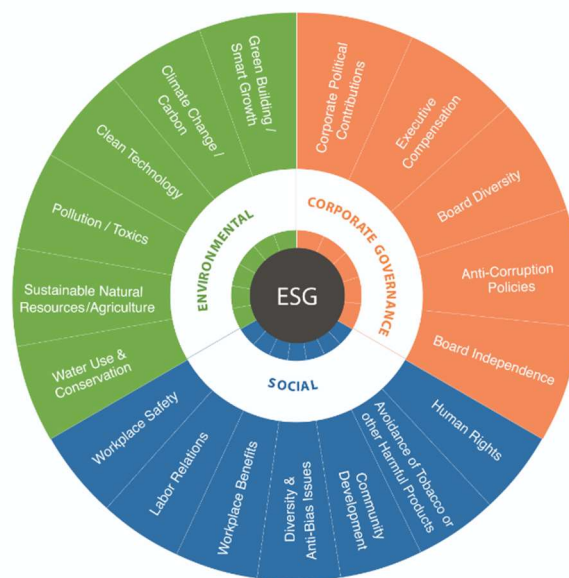 Green Building /
Smart Growth
Climate Change /
Carbon
Clean Technology
Pollution / Toxics
Sustainable Natural
Resources/Agriculture
Water Use &
Conservation
ENVIRONMENTAL
Corporate Political
Contributions
Executive
Compensation
Board Diversity
Anti-Corruption
Policies
Board Independence
CORPORATE GOVERNANCE
ESG
SOCIAL
Workplace Safety
Labor Relations
Workplace Benefits
Diversity &
Anti-Bias Issues
Community
Development
Avoidance of Tobacco or
other Harmful Products
Human Rights